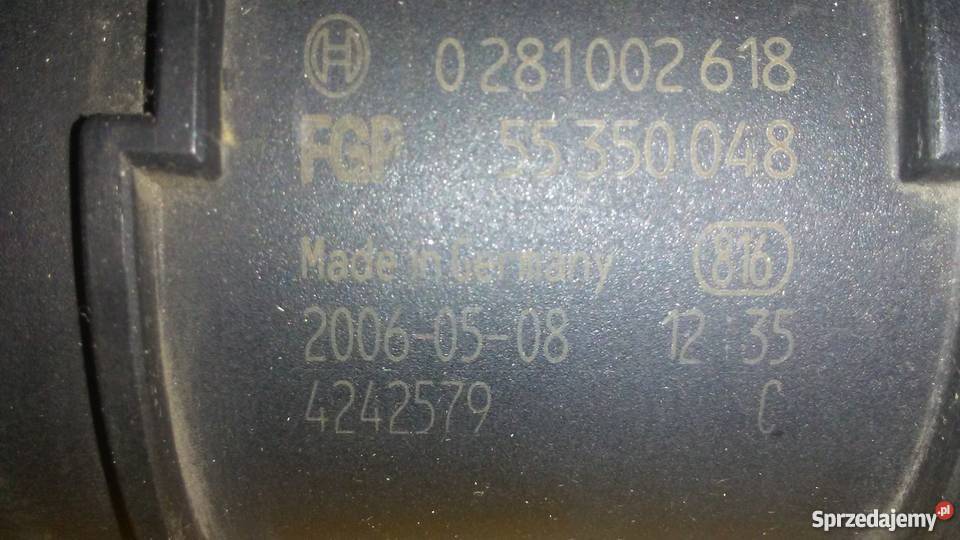 0 281 002 618
FGP 55 350 048
Made in Germany 816
2006-05-08 12:35
4242579 C
Sprzedajemy.pl